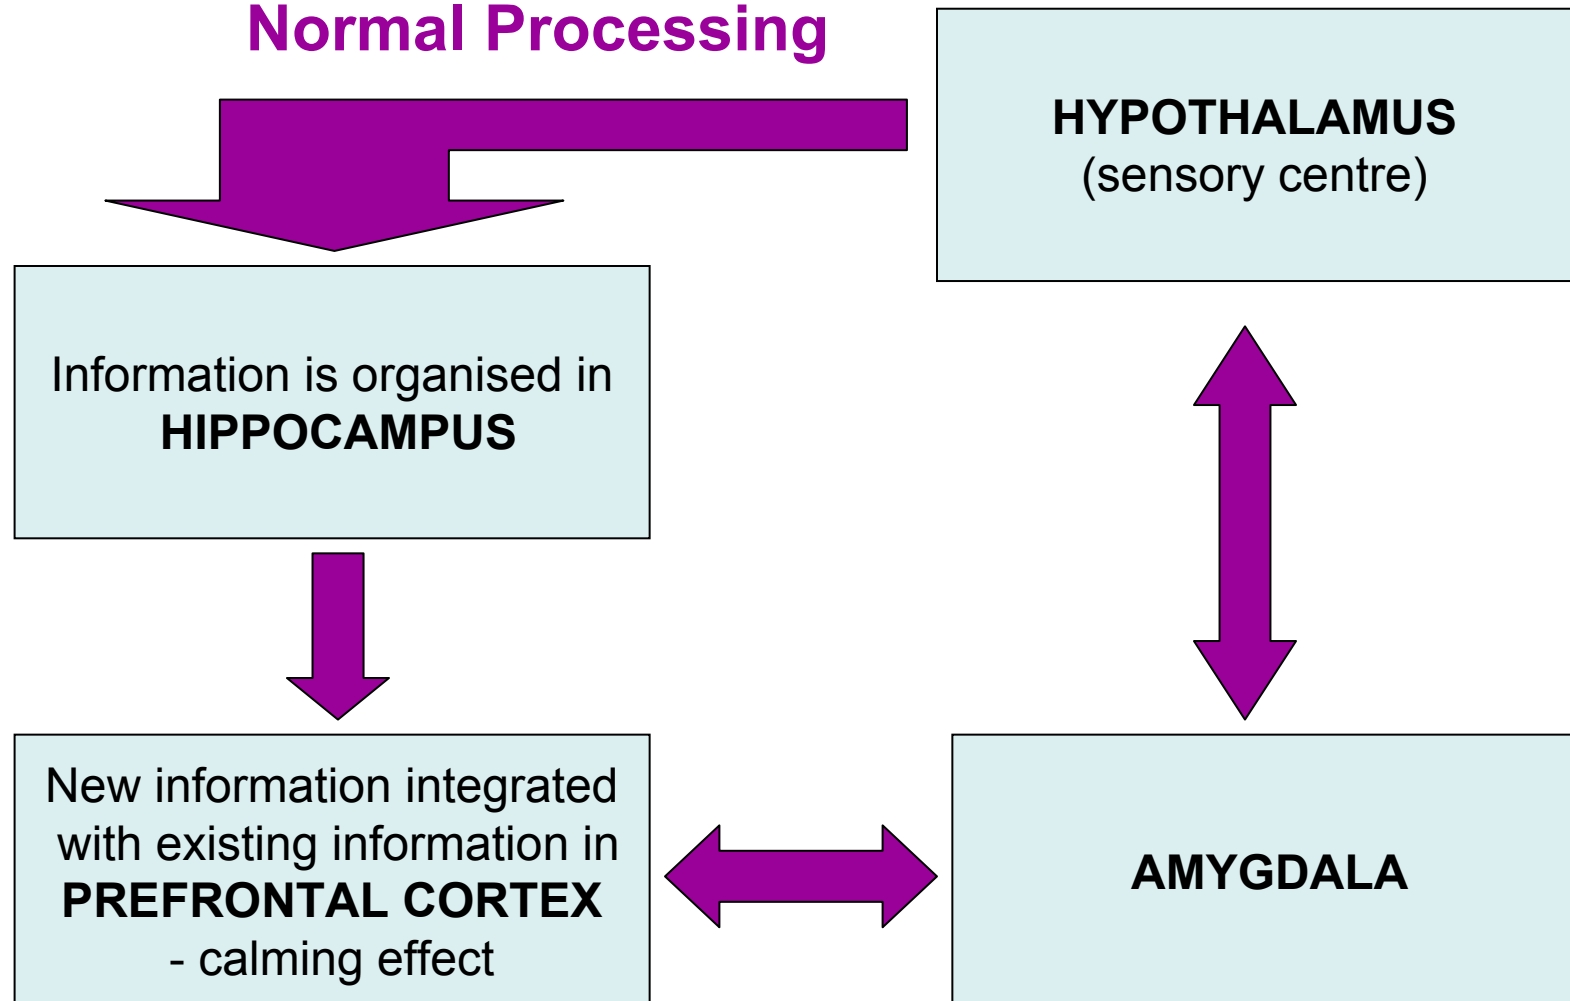 Normal Processing
HYPOTHALAMUS
(sensory centre)
Information is organised in
HIPPOCAMPUS
New information integrated
with existing information in
PREFRONTAL CORTEX
- calming effect
AMYGDALA